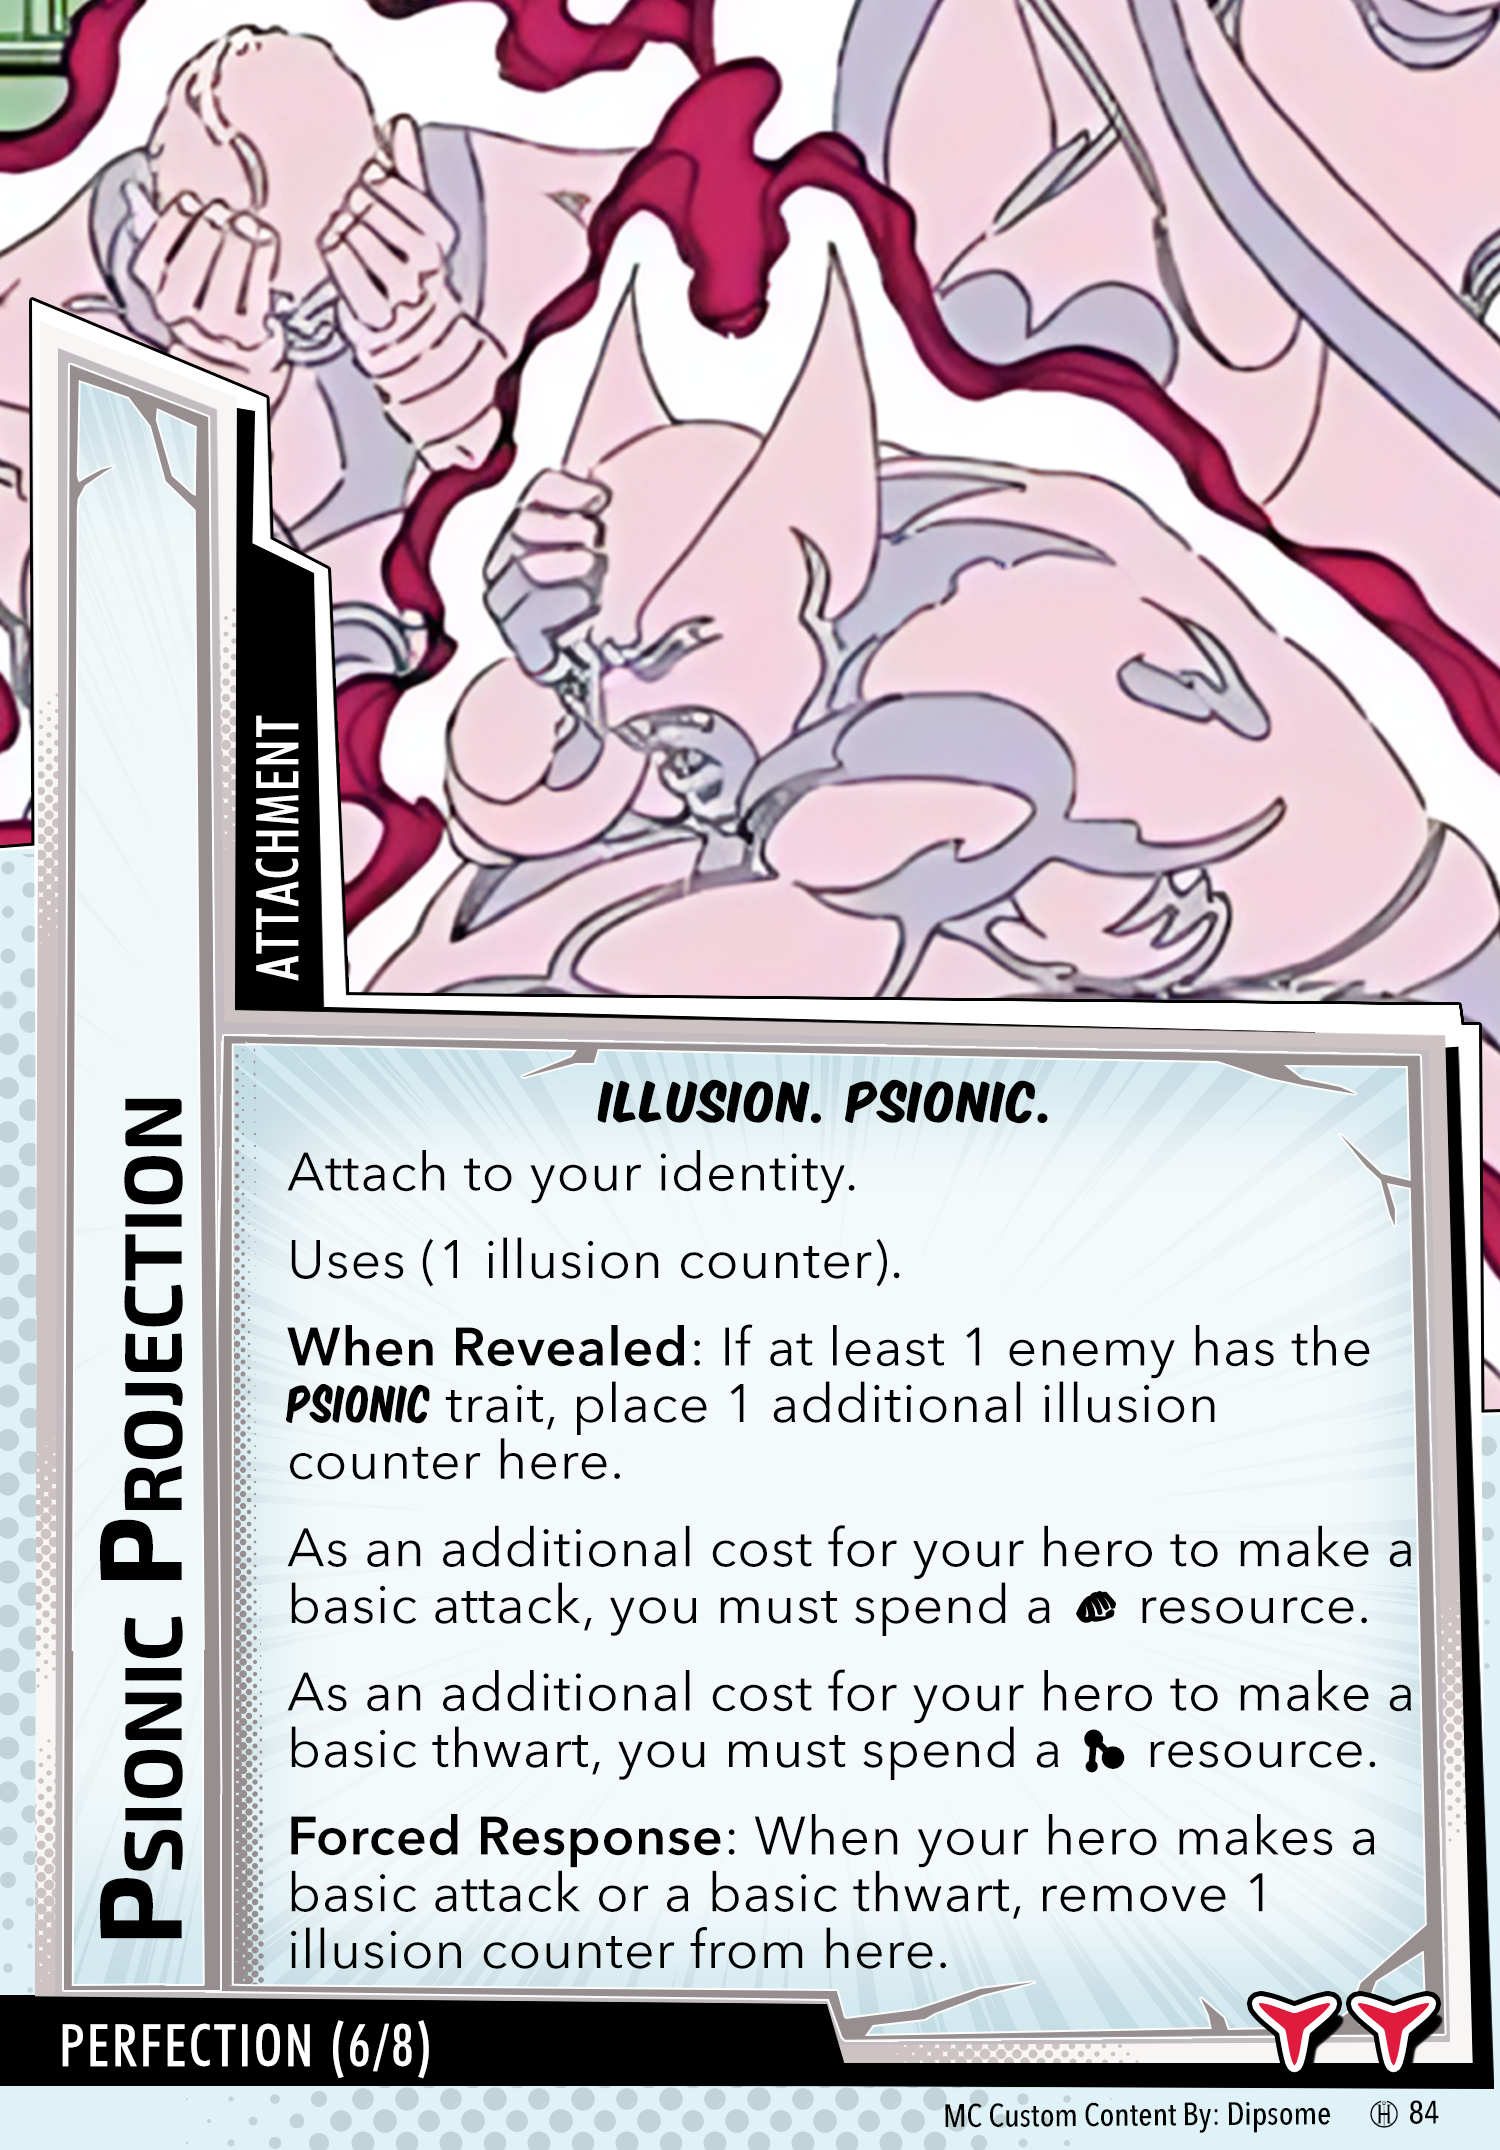 ATTACHMENT
PSIONIC PROJECTION
ILLUSION. PSIONIC.
Attach to your identity.
Uses (1 illusion counter).
When Revealed: If at least 1 enemy has the
PSIONIC trait, place 1 additional illusion
counter here.
As an additional cost for your hero to make a
basic attack, you must spend a resource.
As an additional cost for your hero to make a
basic thwart, you must spend a resource.
Forced Response: When your hero makes a
basic attack or a basic thwart, remove 1
illusion counter from here.
PERFECTION (6/8)
MC Custom Content By: Dipsome H 84